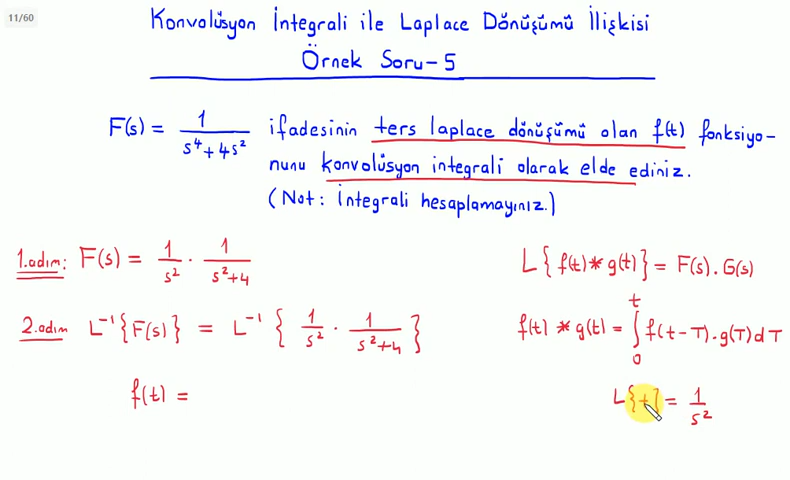 11/60
Konvolüsyon İntegrali ile Laplace Dönüşümü İlişkisi
Örnek Soru-5
F(s) = 1/(s⁴+4s²) ifadesinin ters laplace dönüşümü olan f(t) fonksiyo-
nunu konvolüsyon integrali olarak elde ediniz.
(Not: İntegrali hesaplamayınız.)
1.adım: F(s) = 1/s² · 1/(s²+4)
L{f(t)*g(t)} = F(s).G(s)
2.adım L⁻¹{F(s)} = L⁻¹{1/s² · 1/(s²+4)}
f(t) * g(t) = ∫₀ᵗ f(t-T).g(T)dT
f(t) =
L{t} = 1/s²